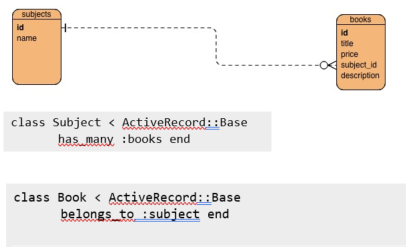 subjects
id
name
books
id
title
price
subject_id
description
class Subject < ActiveRecord::Base
has_many :books end
class Book < ActiveRecord::Base
belongs_to :subject end